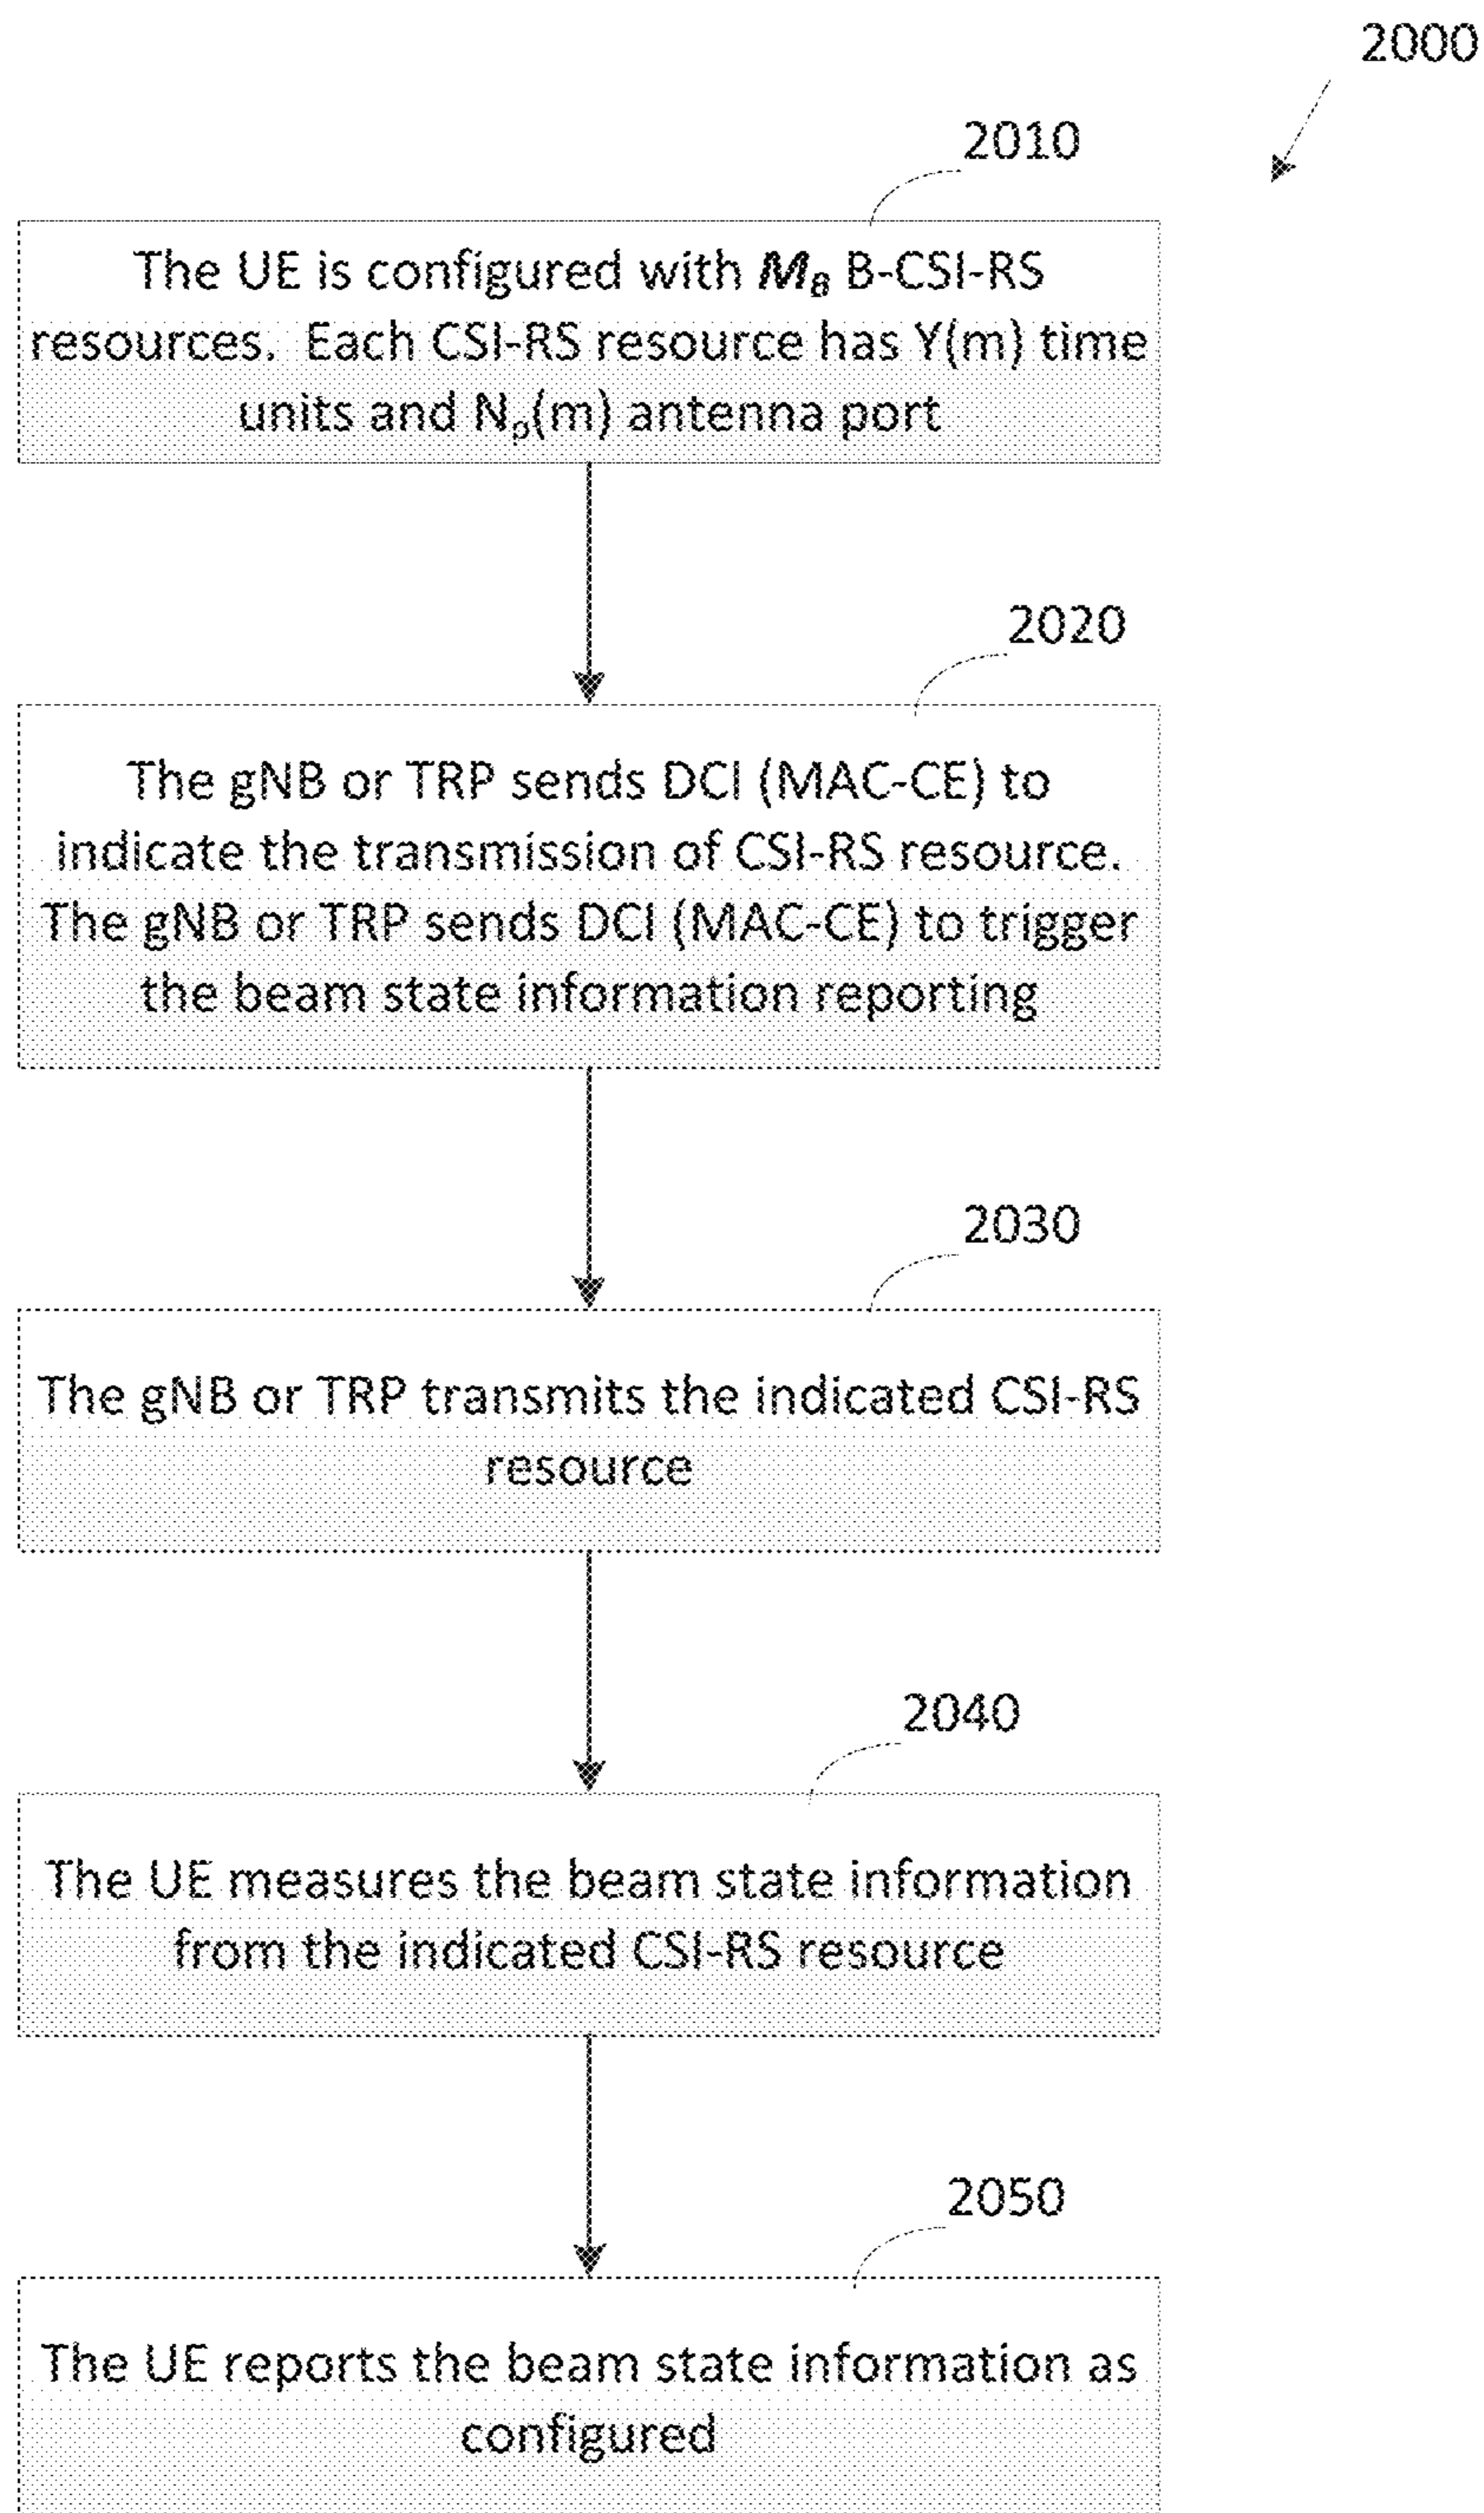 2000
2010
The UE is configured with M_B B-CSI-RS
resources. Each CSI-RS resource has Y(m) time
units and N_p(m) antenna port
2020
The gNB or TRP sends DCI (MAC-CE) to
indicate the transmission of CSI-RS resource.
The gNB or TRP sends DCI (MAC-CE) to trigger
the beam state information reporting
2030
The gNB or TRP transmits the indicated CSI-RS
resource
2040
The UE measures the beam state information
from the indicated CSI-RS resource
2050
The UE reports the beam state information as
configured